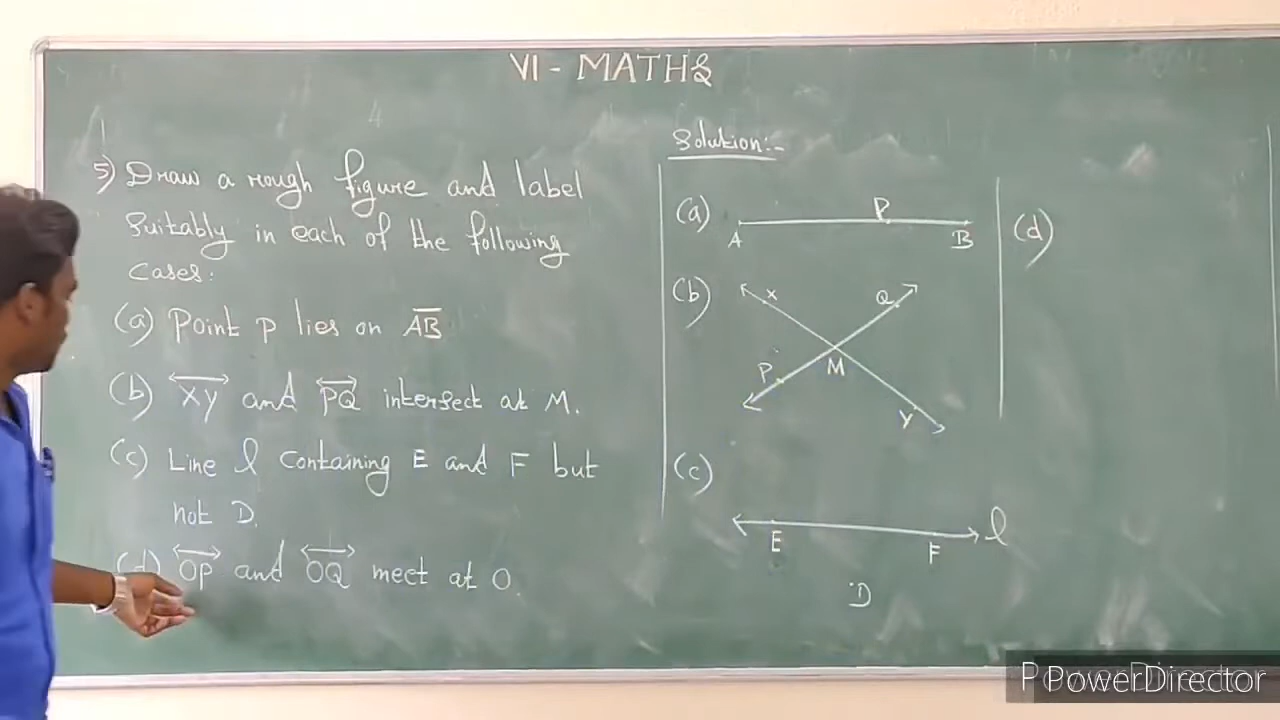 VI - MATHS
5) Draw a rough figure and label
suitably in each of the following
cases:
(a) Point P lies on A̅B̅
(b) XY and PQ intersect at M.
(c) Line l containing E and F but
not D.
(d) OP and OQ meet at O.
Solution:-
(a)
P
A
B
(b)
X
Q
P
M
Y
(c)
l
E
F
D
(d)
P PowerDirector